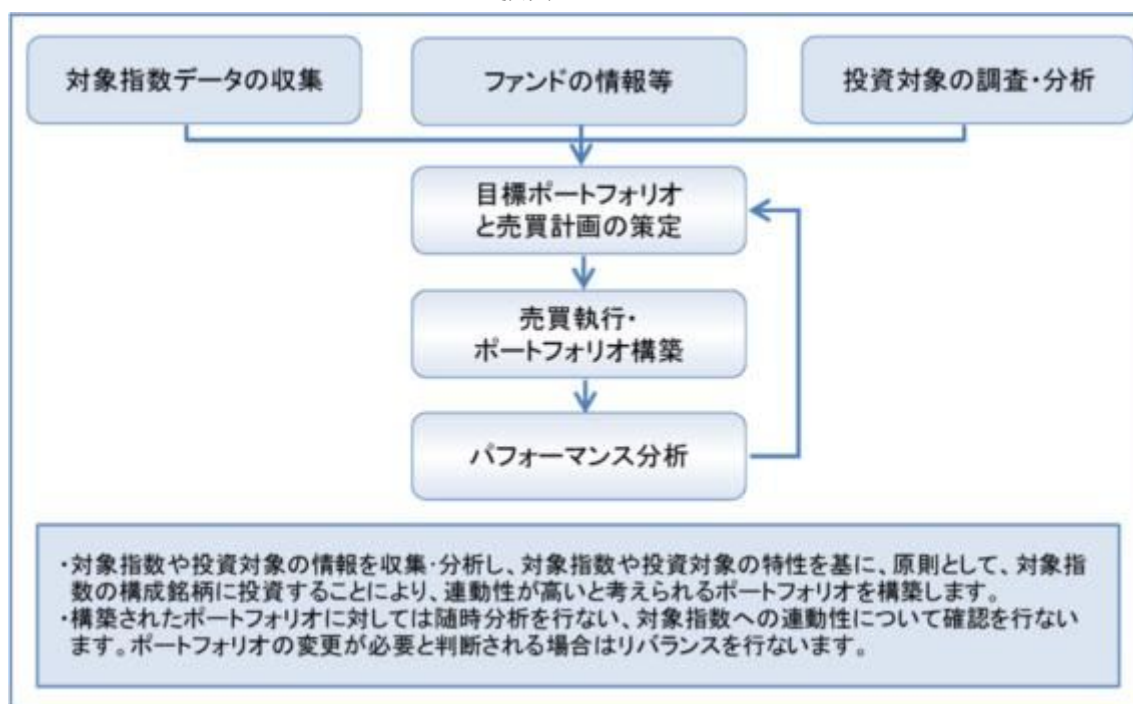 対象指数データの収集
ファンドの情報等
投資対象の調査・分析
目標ポートフォリオ
と売買計画の策定
売買執行・
ポートフォリオ構築
パフォーマンス分析
・対象指数や投資対象の情報を収集・分析し、対象指数や投資対象の特性を基に、原則として、対象指
数の構成銘柄に投資することにより、連動性が高いと考えられるポートフォリオを構築します。
・構築されたポートフォリオに対しては随時分析を行ない、対象指数への連動性について確認を行ない
ます。ポートフォリオの変更が必要と判断される場合はリバランスを行ないます。